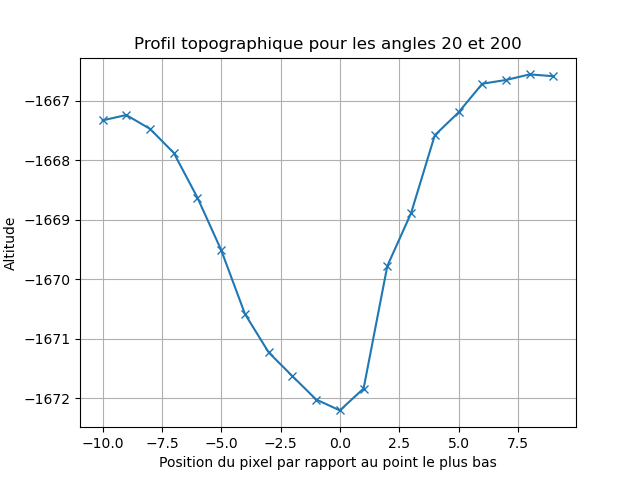 Profil topographique pour les angles 20 et 200
Altitude
−1667
−1668
−1669
−1670
−1671
−1672
−10.0 −7.5 −5.0 −2.5 0.0 2.5 5.0 7.5
Position du pixel par rapport au point le plus bas